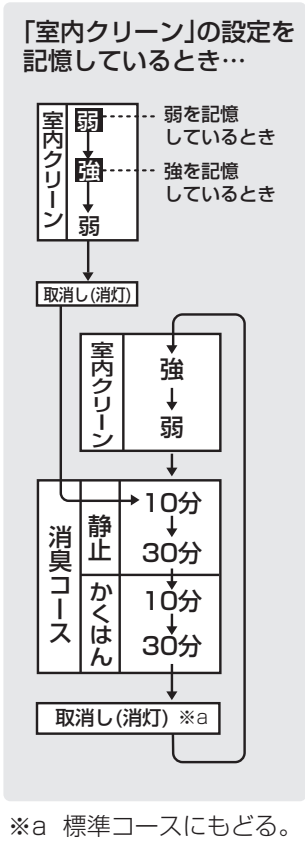 「室内クリーン」の設定を
記憶しているとき…
室内クリーン
弱
弱を記憶
しているとき
強
強を記憶
しているとき
弱
取消し(消灯)
室内クリーン
強
弱
消臭コース
静止
10分
30分
かくはん
10分
30分
取消し(消灯) ※a
※a 標準コースにもどる。